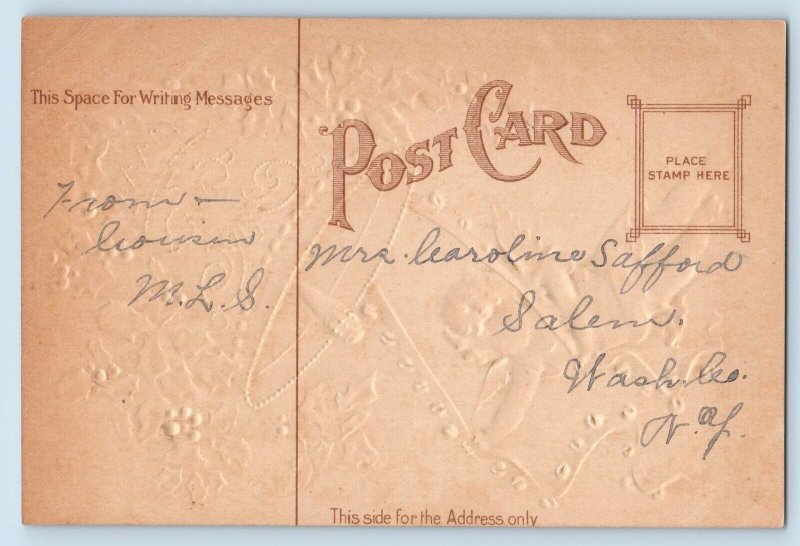 This Space For Writing Messages
POST CARD
PLACE
STAMP HERE
From -
Cousin
M. L. S.
Mrs. Caroline Safford
Salem.
Wash. Co.
N. Y.
This side for the Address only